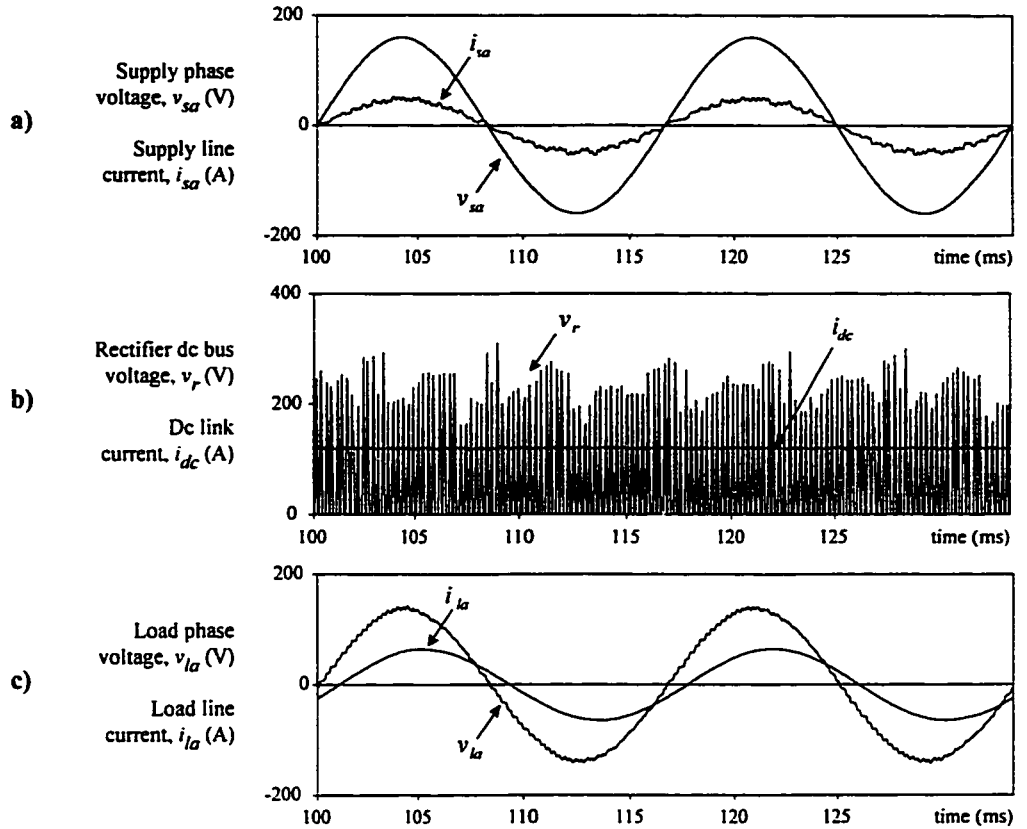 a)
Supply phase
voltage, v_sa (V)
Supply line
current, i_sa (A)
200
0
-200
i_sa
v_sa
100 105 110 115 120 125 time (ms)
b)
Rectifier dc bus
voltage, v_r (V)
Dc link
current, i_dc (A)
400
200
0
v_r
i_dc
100 105 110 115 120 125 time (ms)
c)
Load phase
voltage, v_la (V)
Load line
current, i_la (A)
200
0
-200
i_la
v_la
100 105 110 115 120 125 time (ms)